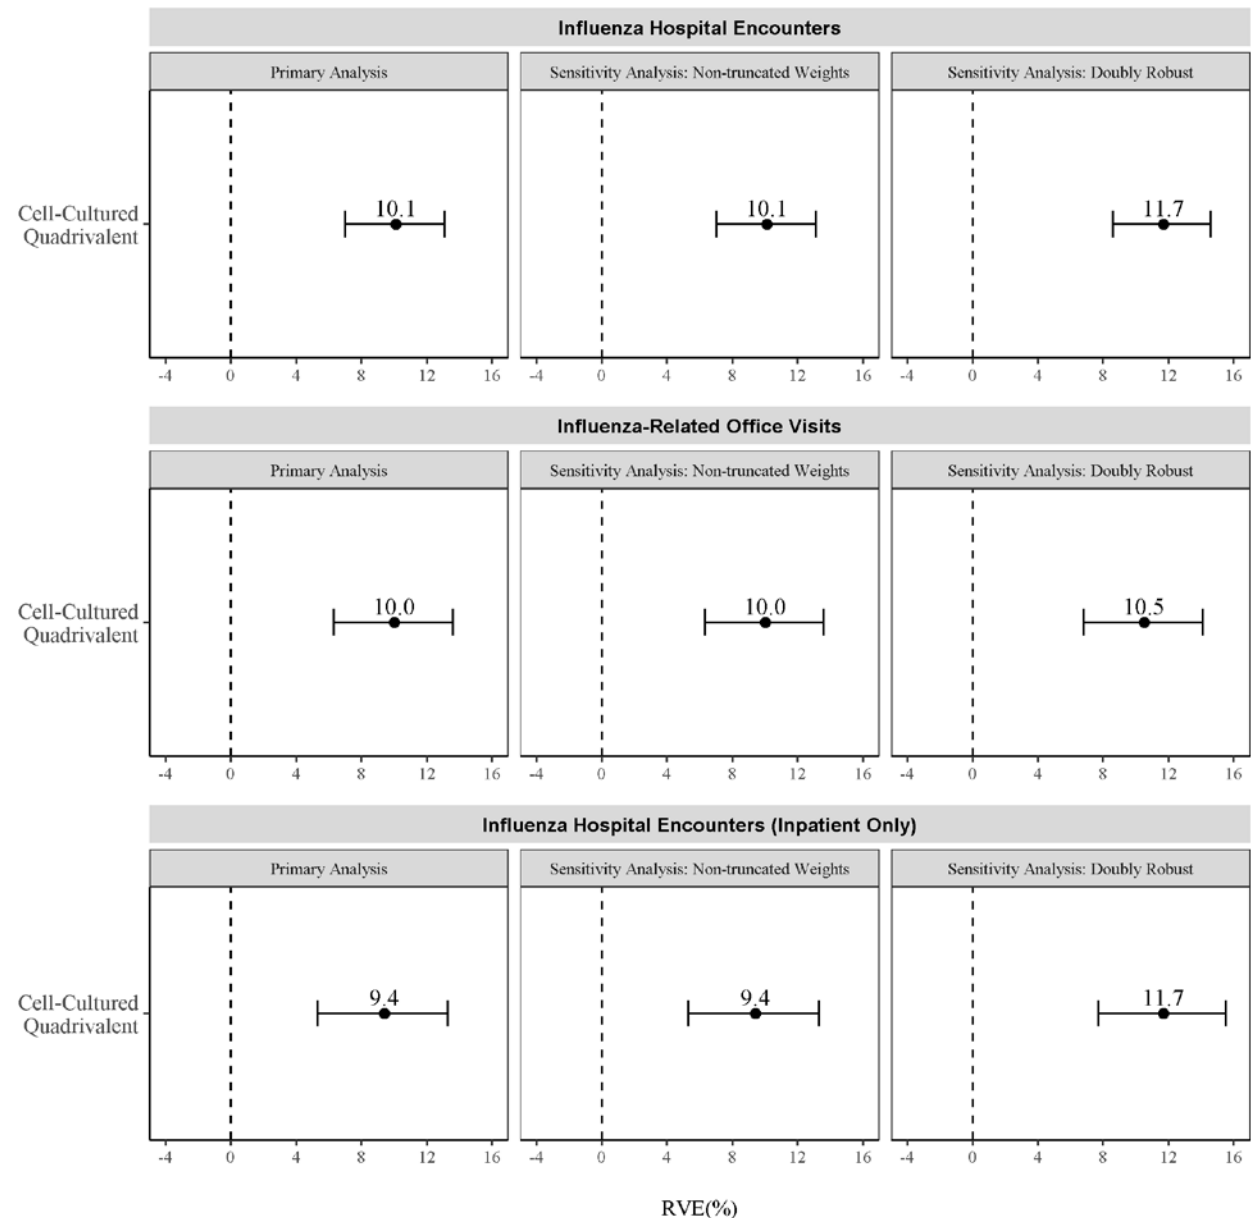 Influenza Hospital Encounters
Primary Analysis
Sensitivity Analysis: Non-truncated Weights
Sensitivity Analysis: Doubly Robust
Cell-Cultured
Quadrivalent
10.1
10.1
11.7
-4 0 4 8 12 16
-4 0 4 8 12 16
-4 0 4 8 12 16
Influenza-Related Office Visits
Primary Analysis
Sensitivity Analysis: Non-truncated Weights
Sensitivity Analysis: Doubly Robust
Cell-Cultured
Quadrivalent
10.0
10.0
10.5
-4 0 4 8 12 16
-4 0 4 8 12 16
-4 0 4 8 12 16
Influenza Hospital Encounters (Inpatient Only)
Primary Analysis
Sensitivity Analysis: Non-truncated Weights
Sensitivity Analysis: Doubly Robust
Cell-Cultured
Quadrivalent
9.4
9.4
11.7
-4 0 4 8 12 16
-4 0 4 8 12 16
-4 0 4 8 12 16
RVE(%)